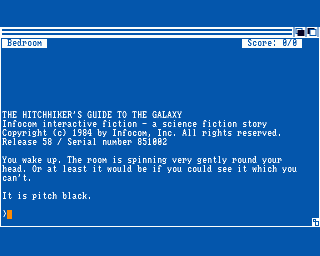 Bedroom Score: 0/0
THE HITCHHIKER'S GUIDE TO THE GALAXY
Infocom interactive fiction - a science fiction story
Copyright (c) 1984 by Infocom, Inc. All rights reserved.
Release 58 / Serial number 851002
You wake up. The room is spinning very gently round your
head. Or at least it would be if you could see it which you
can't.
It is pitch black.
>